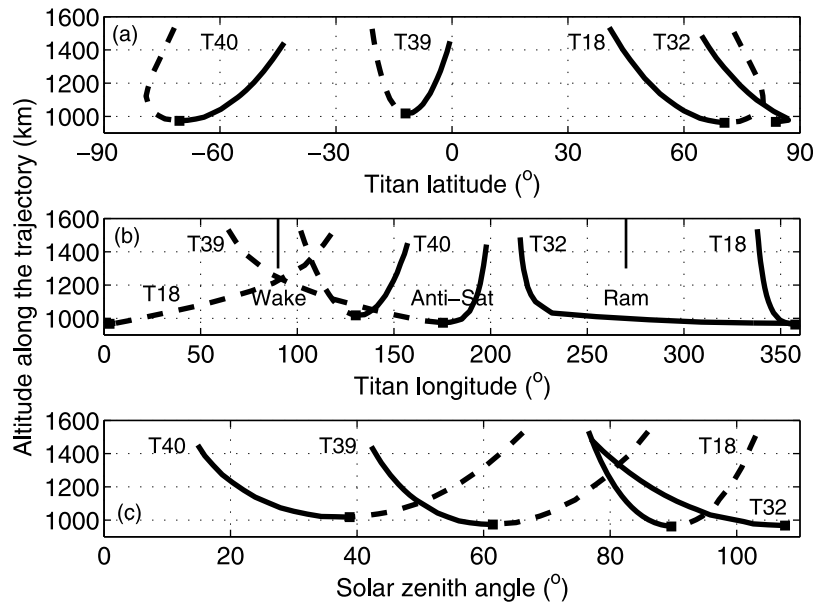 Altitude along the trajectory (km)
(a)
T40
T39
T18
T32
1600
1400
1200
1000
−90
−60
−30
0
30
60
90
Titan latitude (°)
(b)
T39
T40
T32
T18
T18
Wake
Anti−Sat
Ram
1600
1400
1200
1000
0
50
100
150
200
250
300
350
Titan longitude (°)
T40
T39
T18
T32
(c)
1600
1400
1200
1000
0
20
40
60
80
100
Solar zenith angle (°)